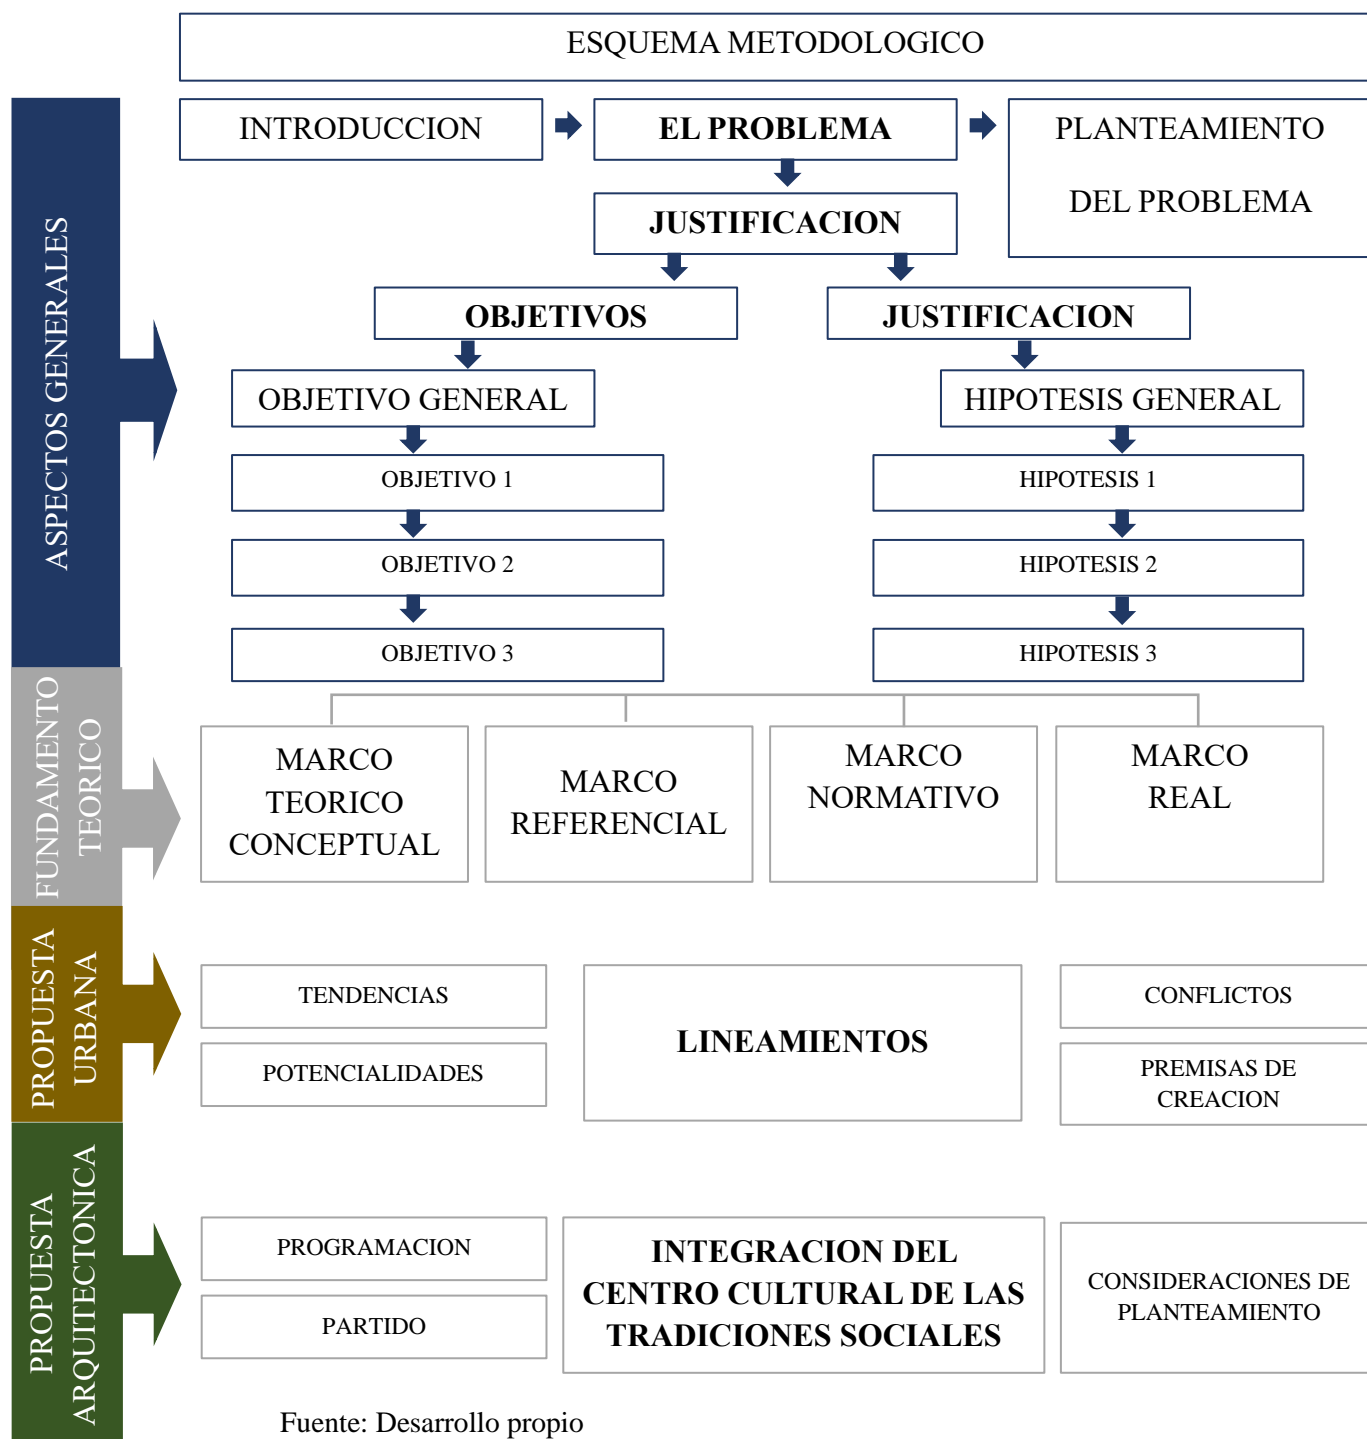 ESQUEMA METODOLOGICO
ASPECTOS GENERALES
INTRODUCCION
EL PROBLEMA
PLANTEAMIENTO
DEL PROBLEMA
JUSTIFICACION
OBJETIVOS
JUSTIFICACION
OBJETIVO GENERAL
HIPOTESIS GENERAL
OBJETIVO 1
HIPOTESIS 1
OBJETIVO 2
HIPOTESIS 2
OBJETIVO 3
HIPOTESIS 3
FUNDAMENTO
TEORICO
MARCO
TEORICO
CONCEPTUAL
MARCO
REFERENCIAL
MARCO
NORMATIVO
MARCO
REAL
PROPUESTA
URBANA
TENDENCIAS
POTENCIALIDADES
LINEAMIENTOS
CONFLICTOS
PREMISAS DE
CREACION
PROPUESTA
ARQUITECTONICA
PROGRAMACION
PARTIDO
INTEGRACION DEL
CENTRO CULTURAL DE LAS
TRADICIONES SOCIALES
CONSIDERACIONES DE
PLANTEAMIENTO
Fuente: Desarrollo propio